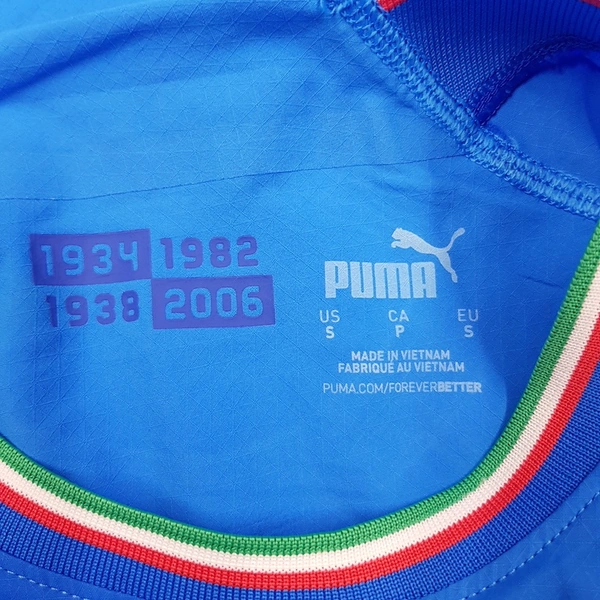 1934 1982
1938 2006
PUMA
US CA EU
S P S
MADE IN VIETNAM
FABRIQUÉ AU VIETNAM
PUMA.COM/FOREVERBETTER